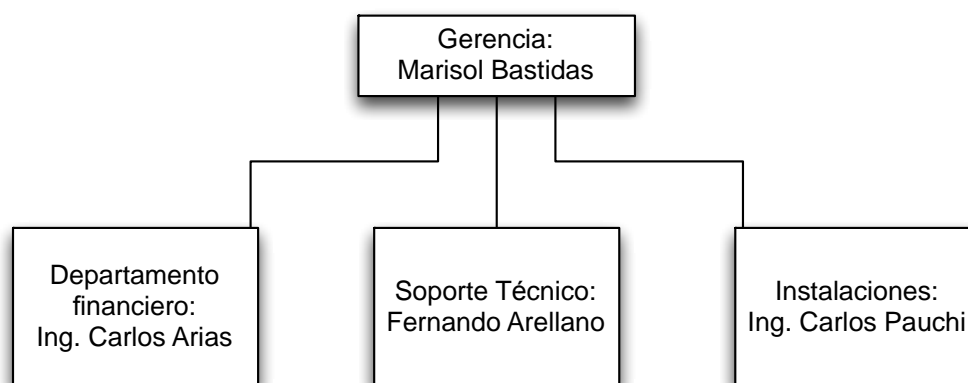 Gerencia:
Marisol Bastidas
Departamento
financiero:
Ing. Carlos Arias
Soporte Técnico:
Fernando Arellano
Instalaciones:
Ing. Carlos Pauchi